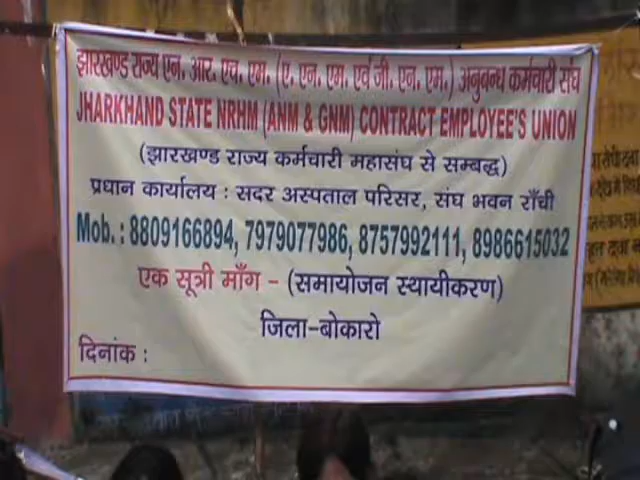 झारखण्ड राज्य एन. आर. एच. एम. (ए. एन. एम. एवं जी. एन. एम.) अनुबन्ध कर्मचारी संघ
JHARKHAND STATE NRHM (ANM & GNM) CONTRACT EMPLOYEE'S UNION
(झारखण्ड राज्य कर्मचारी महासंघ से सम्बद्ध)
प्रधान कार्यालय : सदर अस्पताल परिसर, संघ भवन राँची
Mob. : 8809166894, 7979077986, 8757992111, 8986615032
एक सूत्री माँग - (समायोजन स्थायीकरण)
जिला-बोकारो
दिनांक :